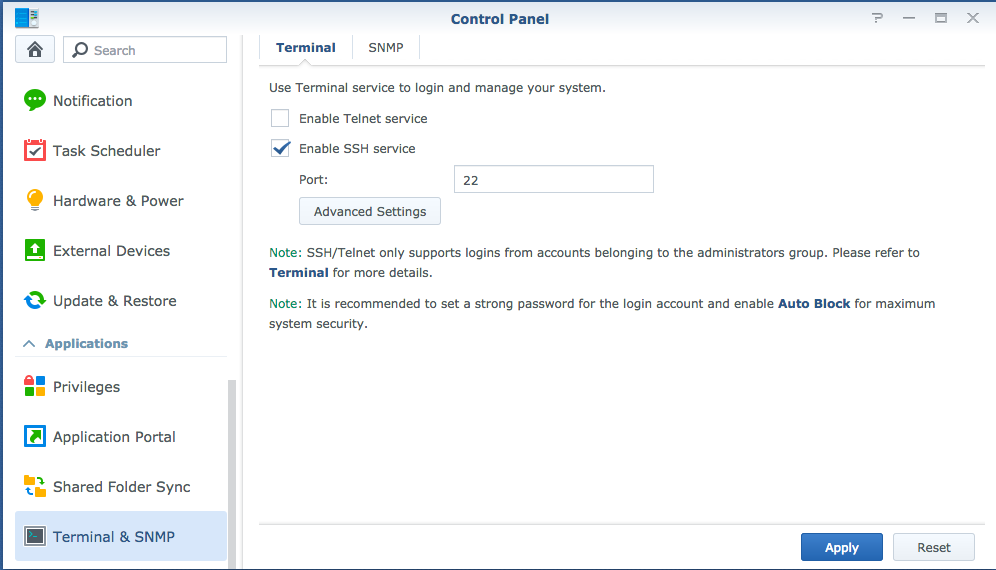 Control Panel
Search
Notification
Task Scheduler
Hardware & Power
External Devices
Update & Restore
Applications
Privileges
Application Portal
Shared Folder Sync
Terminal & SNMP
Terminal
SNMP
Use Terminal service to login and manage your system.
Enable Telnet service
Enable SSH service
Port:
22
Advanced Settings
Note: SSH/Telnet only supports logins from accounts belonging to the administrators group. Please refer to
Terminal for more details.
Note: It is recommended to set a strong password for the login account and enable Auto Block for maximum
system security.
Apply
Reset